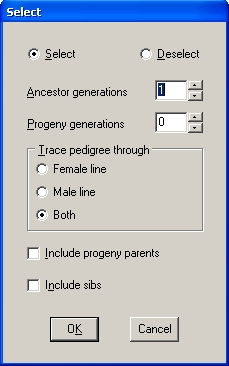 Select
Select Deselect
Ancestor generations 1
Progeny generations 0
Trace pedigree through
Female line
Male line
Both
Include progeny parents
Include sibs
OK Cancel